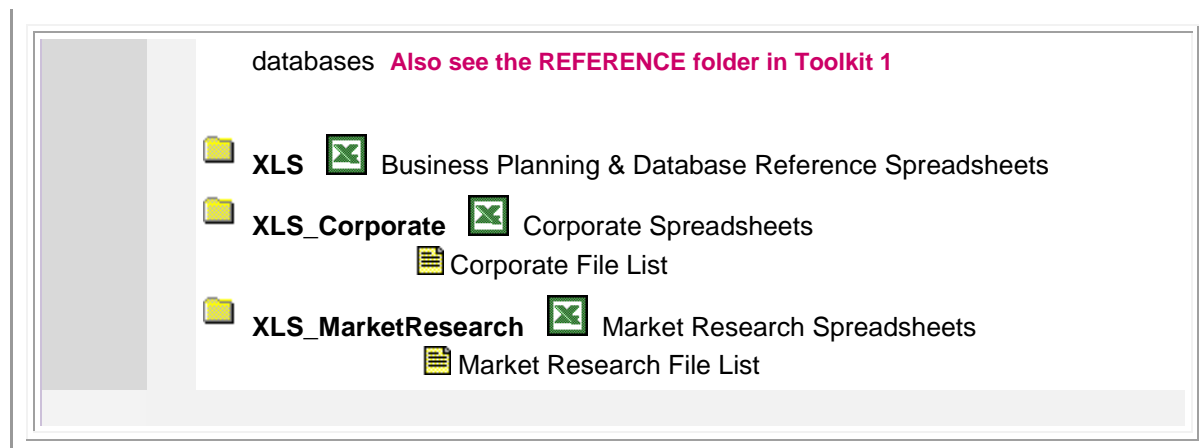 databases Also see the REFERENCE folder in Toolkit 1
XLS Business Planning & Database Reference Spreadsheets
XLS_Corporate Corporate Spreadsheets
Corporate File List
XLS_MarketResearch Market Research Spreadsheets
Market Research File List